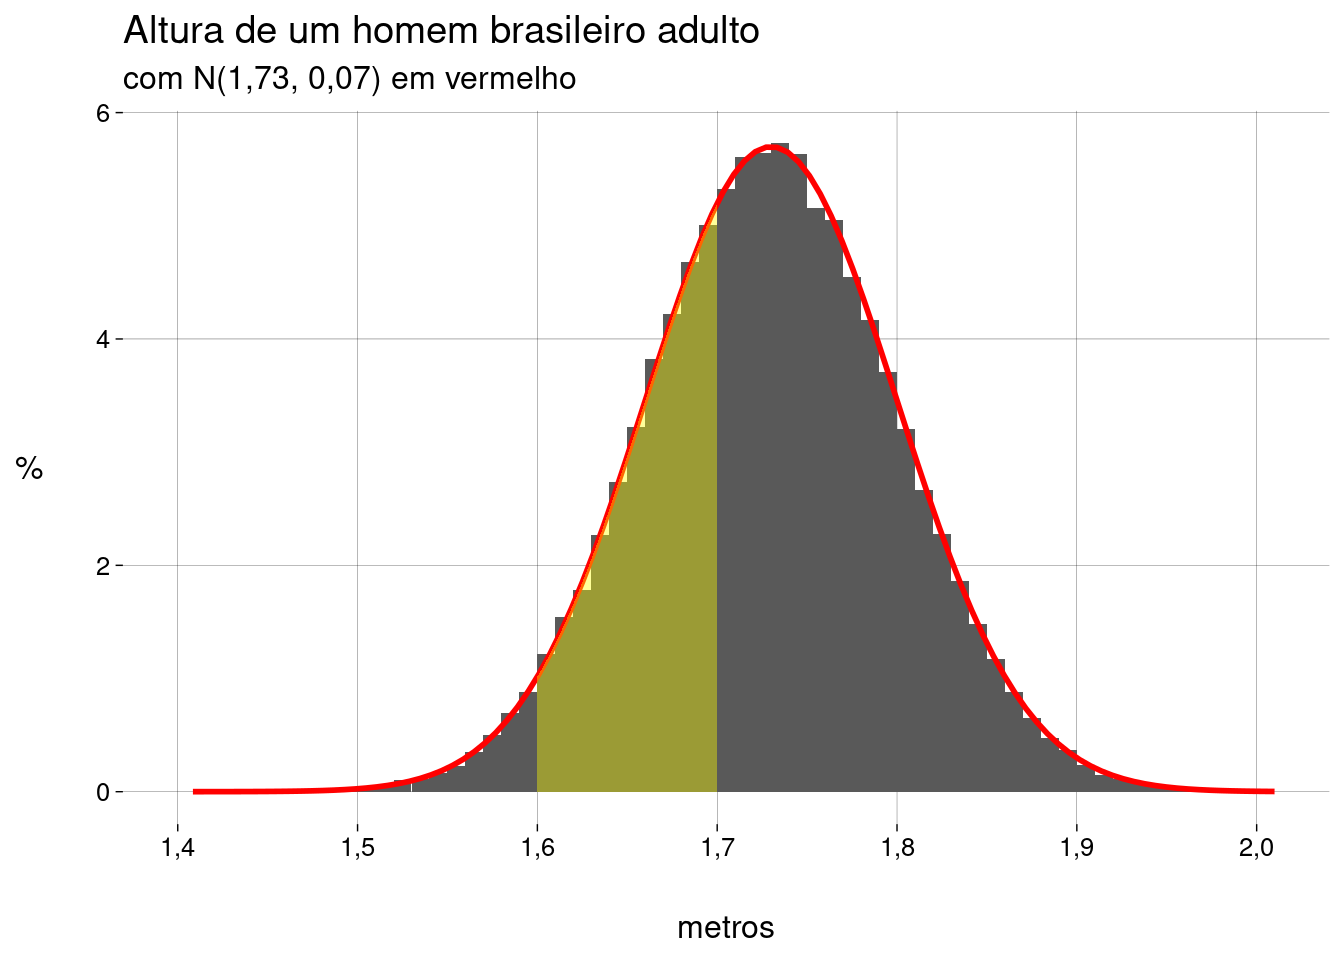 Altura de um homem brasileiro adulto
com N(1,73, 0,07) em vermelho
6
4
%
2
0
1,4 1,5 1,6 1,7 1,8 1,9 2,0
metros